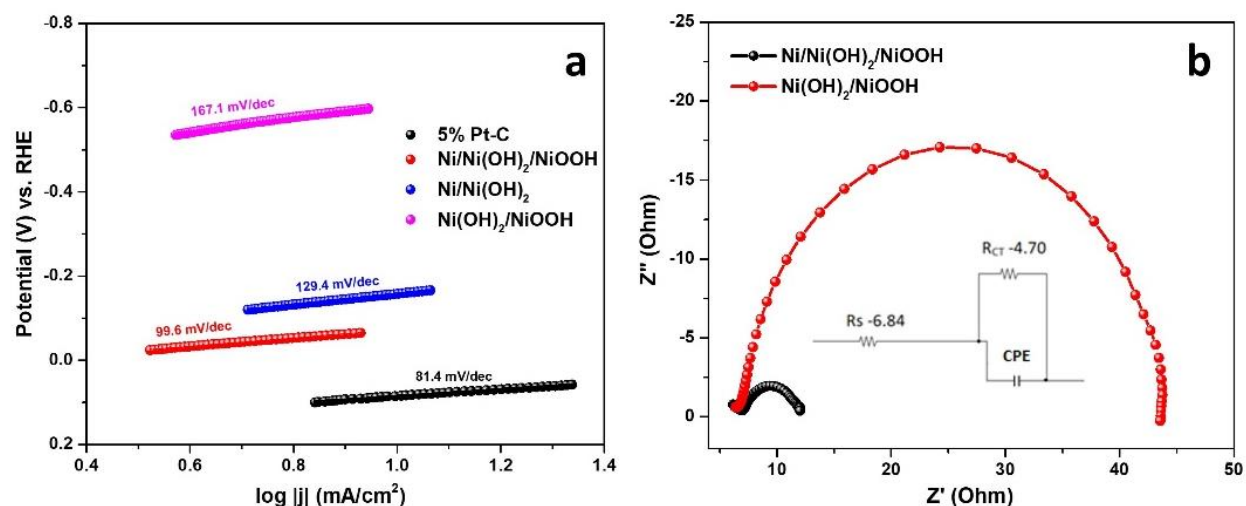 a
-0.8
-0.6
-0.4
-0.2
0.0
0.2
Potential (V) vs. RHE
167.1 mV/dec
129.4 mV/dec
99.6 mV/dec
81.4 mV/dec
5% Pt-C
Ni/Ni(OH)₂/NiOOH
Ni/Ni(OH)₂
Ni(OH)₂/NiOOH
0.4 0.6 0.8 1.0 1.2 1.4
log |j| (mA/cm²)
b
-25
-20
-15
-10
-5
0
Z'' (Ohm)
Ni/Ni(OH)₂/NiOOH
Ni(OH)₂/NiOOH
R_CT -4.70
Rs -6.84
CPE
10 20 30 40 50
Z' (Ohm)